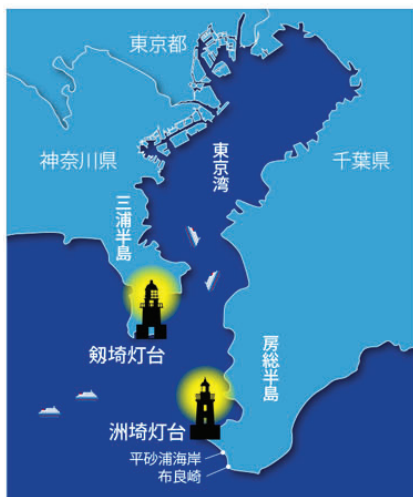 東京都
神奈川県
東京湾
千葉県
三浦半島
剱埼灯台
房総半島
洲埼灯台
平砂浦海岸
布良崎